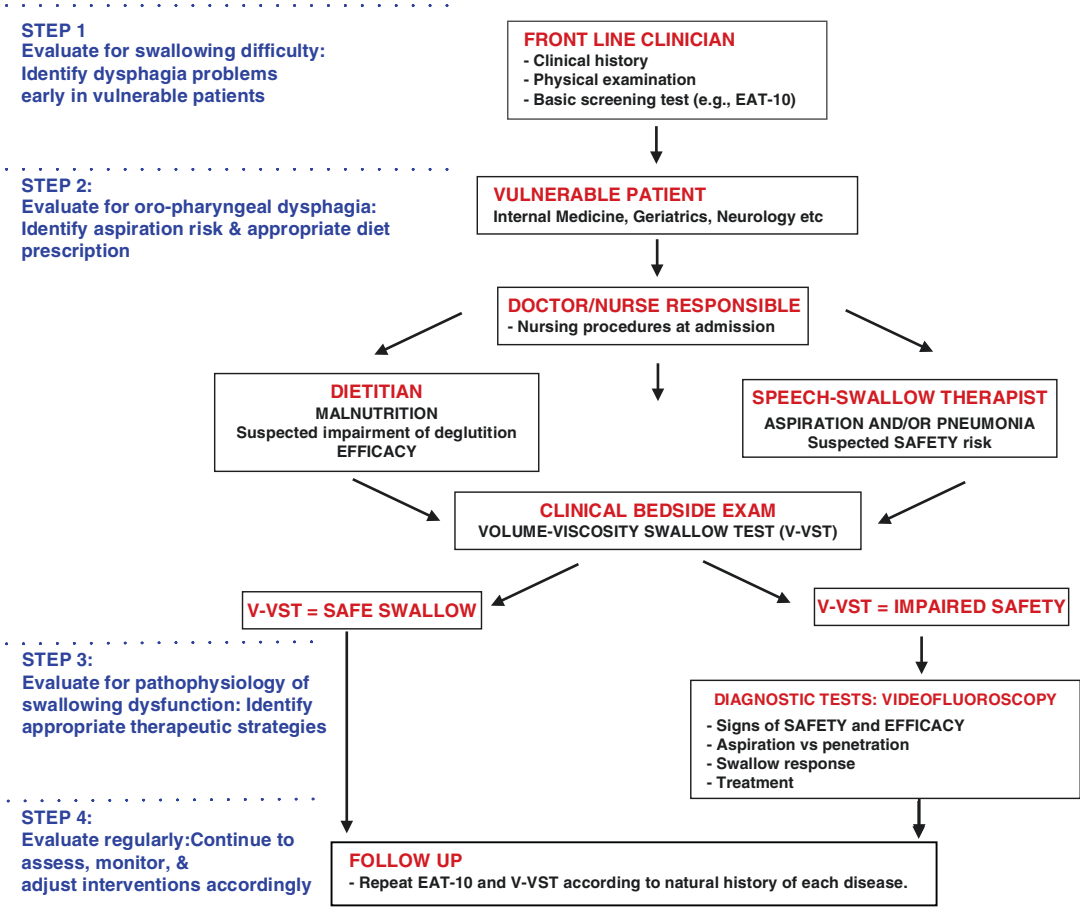 STEP 1
Evaluate for swallowing difficulty:
Identify dysphagia problems
early in vulnerable patients
FRONT LINE CLINICIAN
- Clinical history
- Physical examination
- Basic screening test (e.g., EAT-10)
STEP 2:
Evaluate for oro-pharyngeal dysphagia:
Identify aspiration risk & appropriate diet
prescription
VULNERABLE PATIENT
Internal Medicine, Geriatrics, Neurology etc
DOCTOR/NURSE RESPONSIBLE
- Nursing procedures at admission
DIETITIAN
MALNUTRITION
Suspected impairment of deglutition
EFFICACY
SPEECH-SWALLOW THERAPIST
ASPIRATION AND/OR PNEUMONIA
Suspected SAFETY risk
CLINICAL BEDSIDE EXAM
VOLUME-VISCOSITY SWALLOW TEST (V-VST)
V-VST = SAFE SWALLOW
V-VST = IMPAIRED SAFETY
STEP 3:
Evaluate for pathophysiology of
swallowing dysfunction: Identify
appropriate therapeutic strategies
DIAGNOSTIC TESTS: VIDEOFLUOROSCOPY
- Signs of SAFETY and EFFICACY
- Aspiration vs penetration
- Swallow response
- Treatment
STEP 4:
Evaluate regularly:Continue to
assess, monitor, &
adjust interventions accordingly
FOLLOW UP
- Repeat EAT-10 and V-VST according to natural history of each disease.